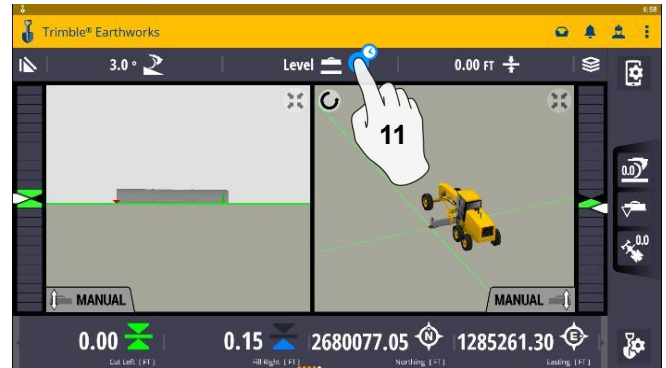 6:58
Trimble® Earthworks
3.0° Level 0.00 FT
11
0.0
0.0
MANUAL
MANUAL
0.00 0.15 2680077.05 N 1285261.30 E
Cut Left [FT] Fill Right [FT] Northing [FT] Easting [FT]